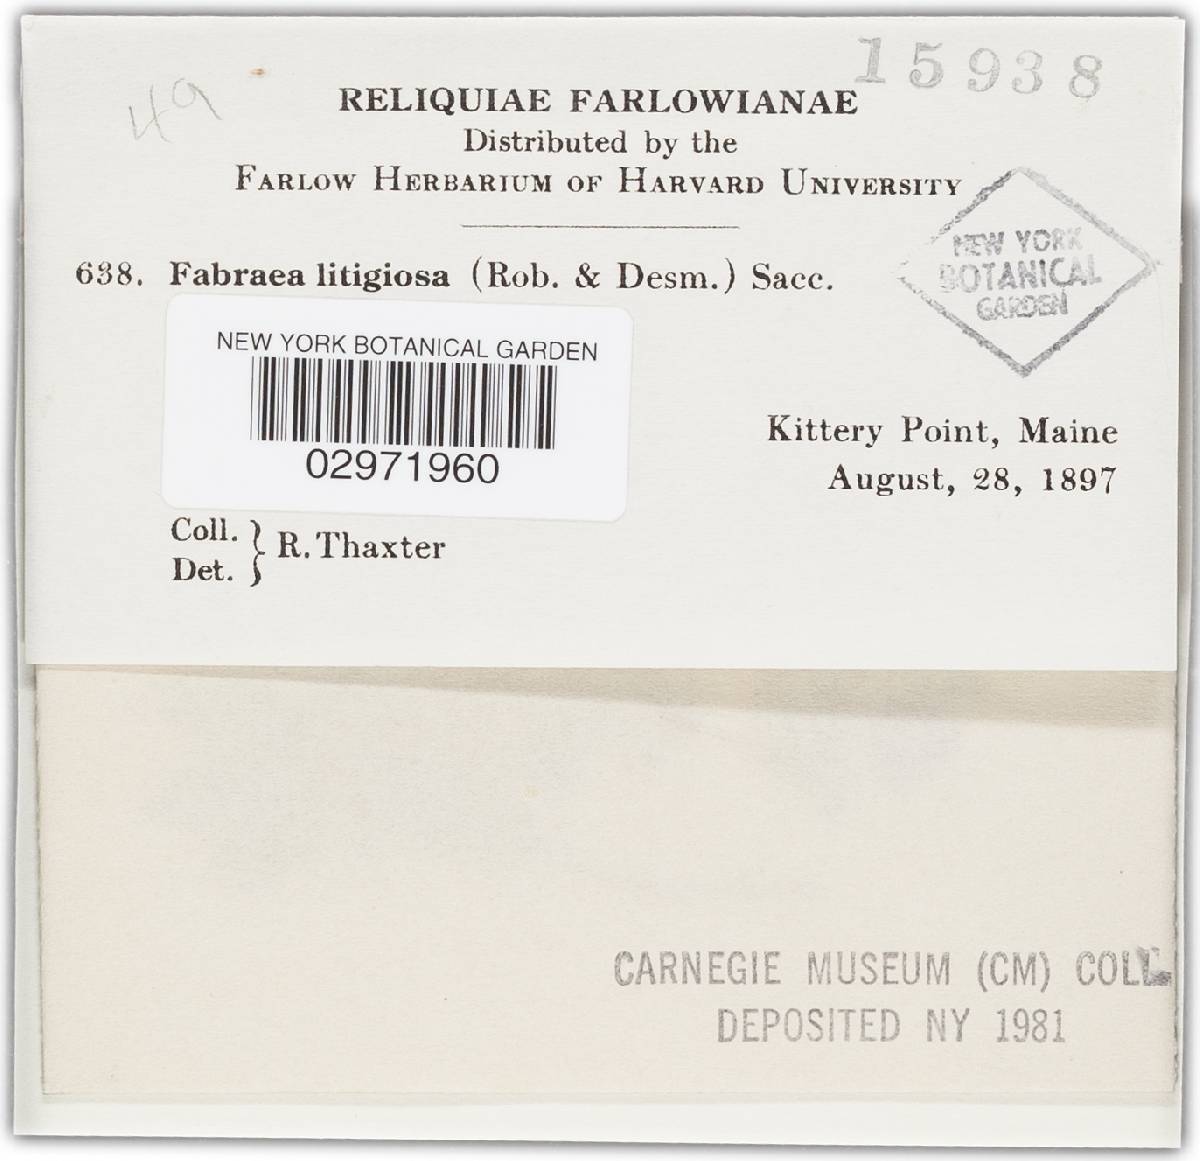 15938
49
RELIQUIAE FARLOWIANAE
Distributed by the
FARLOW HERBARIUM OF HARVARD UNIVERSITY
NEW YORK
BOTANICAL
GARDEN
638. Fabraea litigiosa (Rob. & Desm.) Sacc.
NEW YORK BOTANICAL GARDEN
02971960
Kittery Point, Maine
August, 28, 1897
Coll.
Det. } R. Thaxter
CARNEGIE MUSEUM (CM) COLL.
DEPOSITED NY 1981